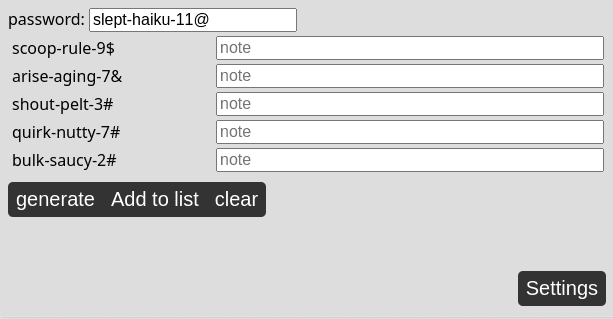 password: slept-haiku-11@
scoop-rule-9$ note
arise-aging-7& note
shout-pelt-3# note
quirk-nutty-7# note
bulk-saucy-2# note
generate Add to list clear
Settings